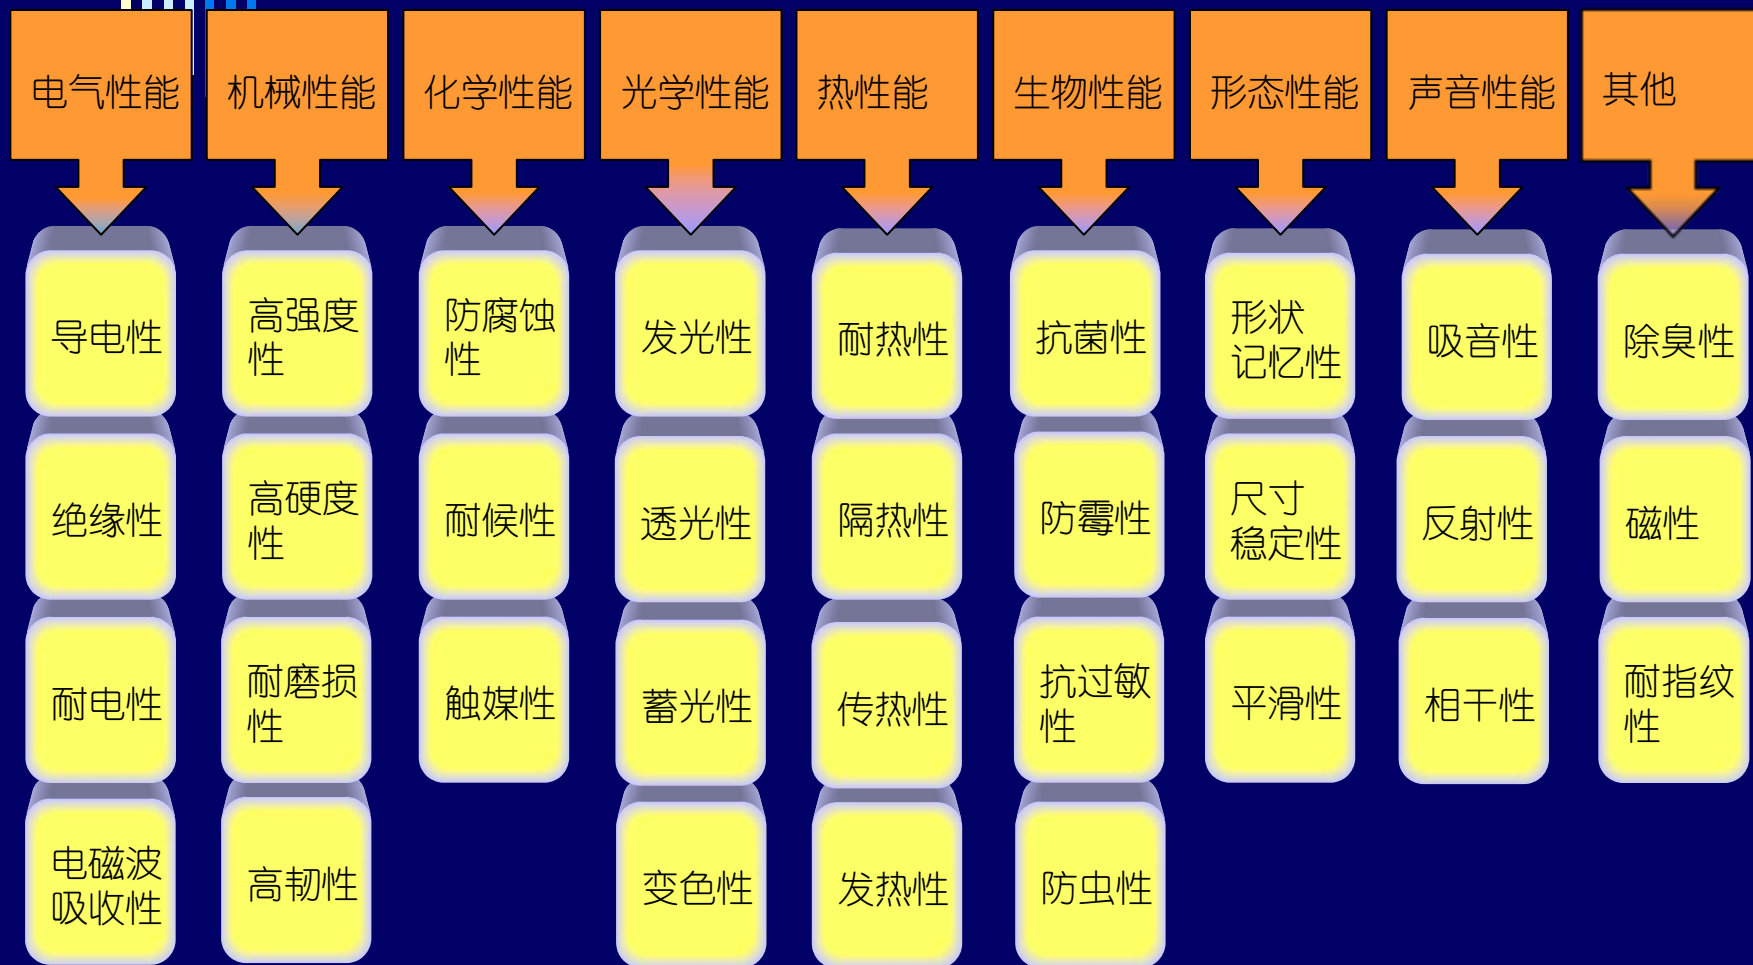 电气性能
机械性能
化学性能
光学性能
热性能
生物性能
形态性能
声音性能
其他
导电性
绝缘性
耐电性
电磁波
吸收性
高强度
性
高硬度
性
耐磨损
性
高韧性
防腐蚀
性
耐候性
触媒性
发光性
透光性
蓄光性
变色性
耐热性
隔热性
传热性
发热性
抗菌性
防霉性
抗过敏
性
防虫性
形状
记忆性
尺寸
稳定性
平滑性
吸音性
反射性
相干性
除臭性
磁性
耐指纹
性